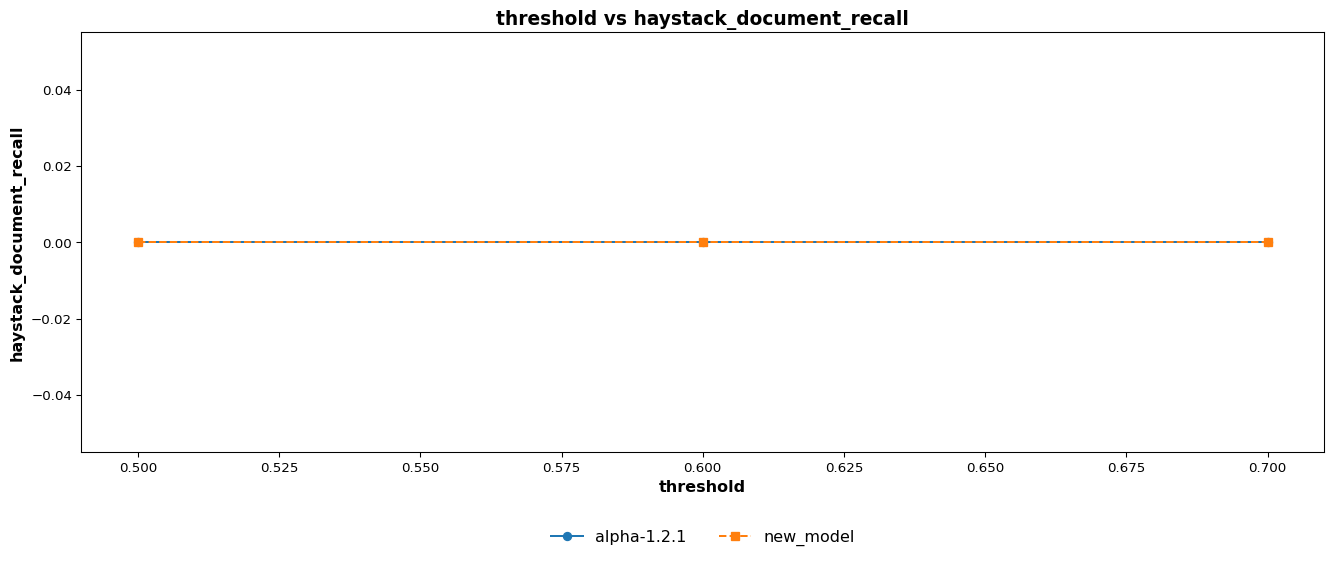 threshold vs haystack_document_recall
haystack_document_recall
0.04
0.02
0.00
−0.02
−0.04
0.500 0.525 0.550 0.575 0.600 0.625 0.650 0.675 0.700
threshold
alpha-1.2.1 new_model